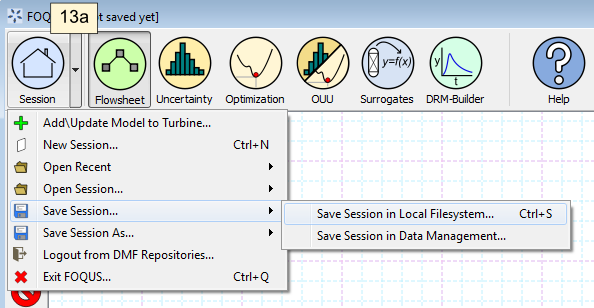 FOQ
13a
t saved yet]
y=f(x)
y
t
Session
Flowsheet
Uncertainty
Optimization
OUU
Surrogates
DRM-Builder
?
Help
Add\Update Model to Turbine...
New Session... Ctrl+N
Open Recent
Open Session...
Save Session...
Save Session in Local Filesystem... Ctrl+S
Save Session As...
Save Session in Data Management...
Logout from DMF Repositories...
Exit FOQUS... Ctrl+Q